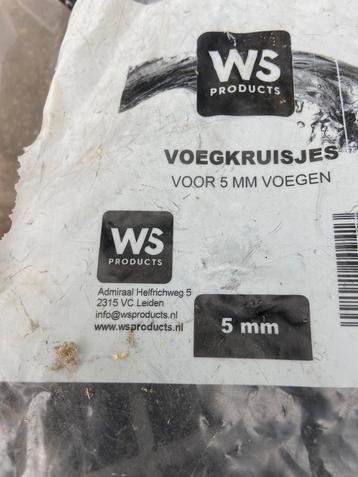 WS
PRODUCTS
VOEGKRUISJES
VOOR 5 MM VOEGEN
WS
PRODUCTS
Admiraal Helfrichweg 5
2315 VC Leiden
info@wsproducts.nl
www.wsproducts.nl
5 mm